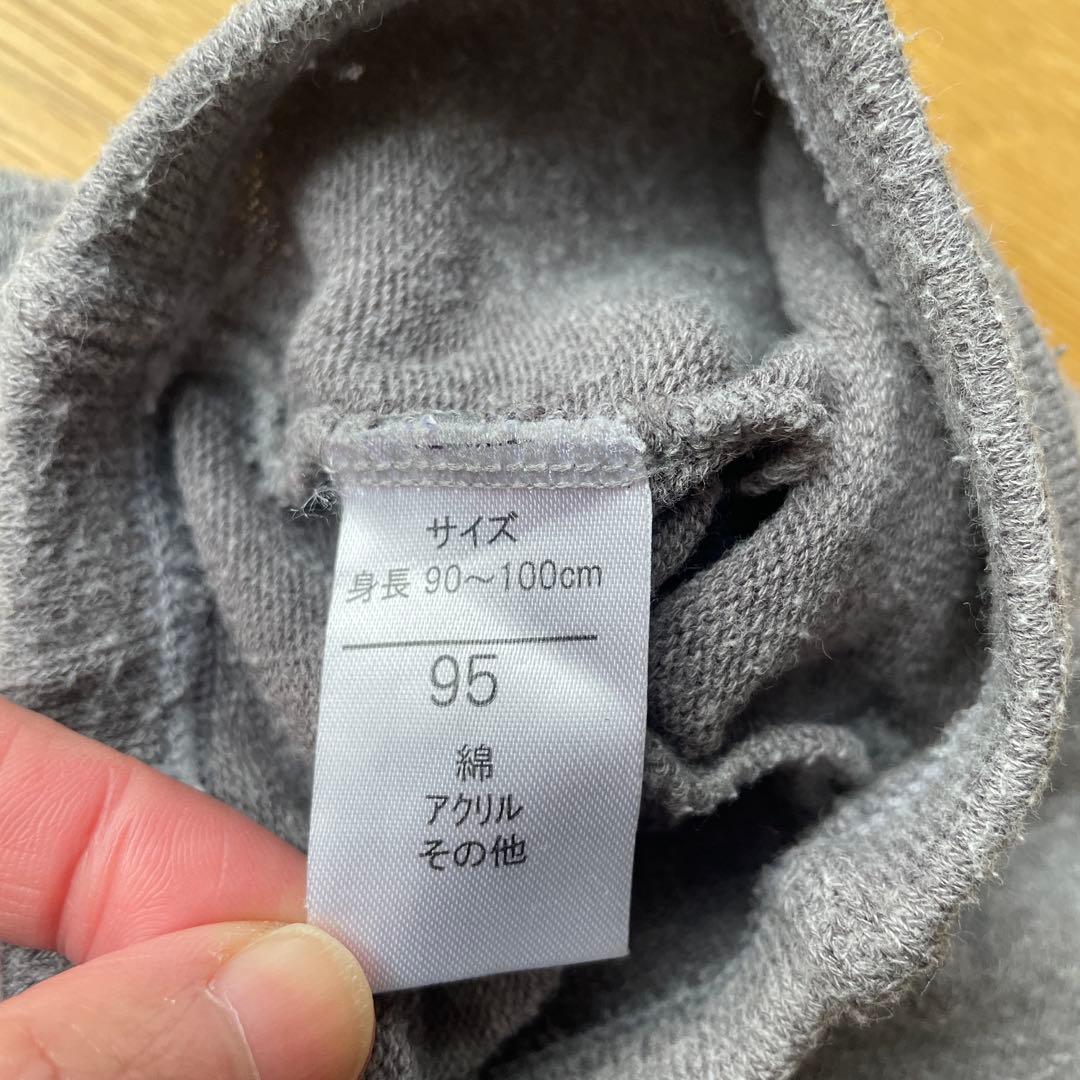 サイズ
身長 90～100cm
95
綿
アクリル
その他